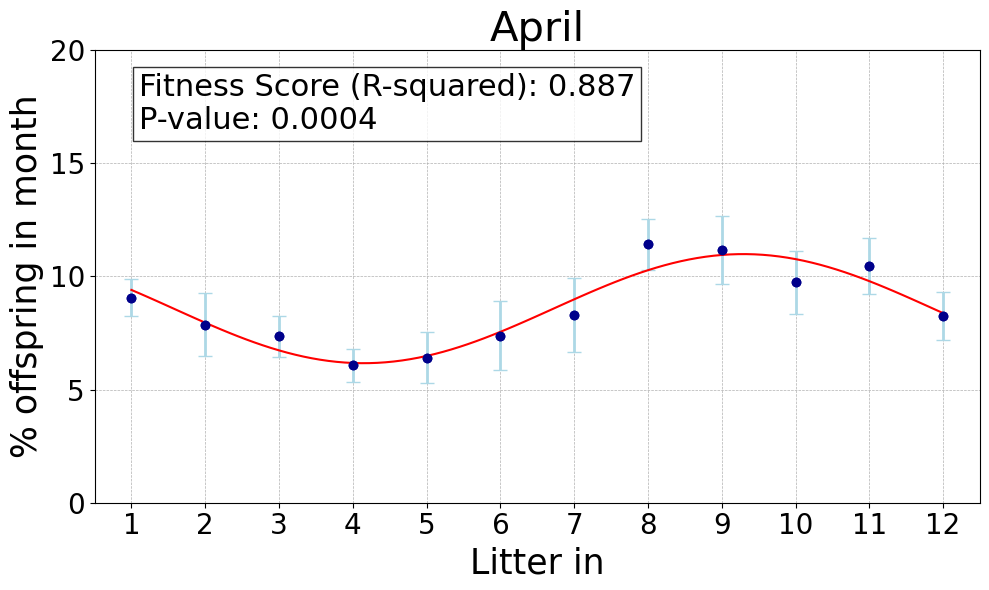 April
Fitness Score (R-squared): 0.887
P-value: 0.0004
% offspring in month
20
15
10
5
0
1 2 3 4 5 6 7 8 9 10 11 12
Litter in